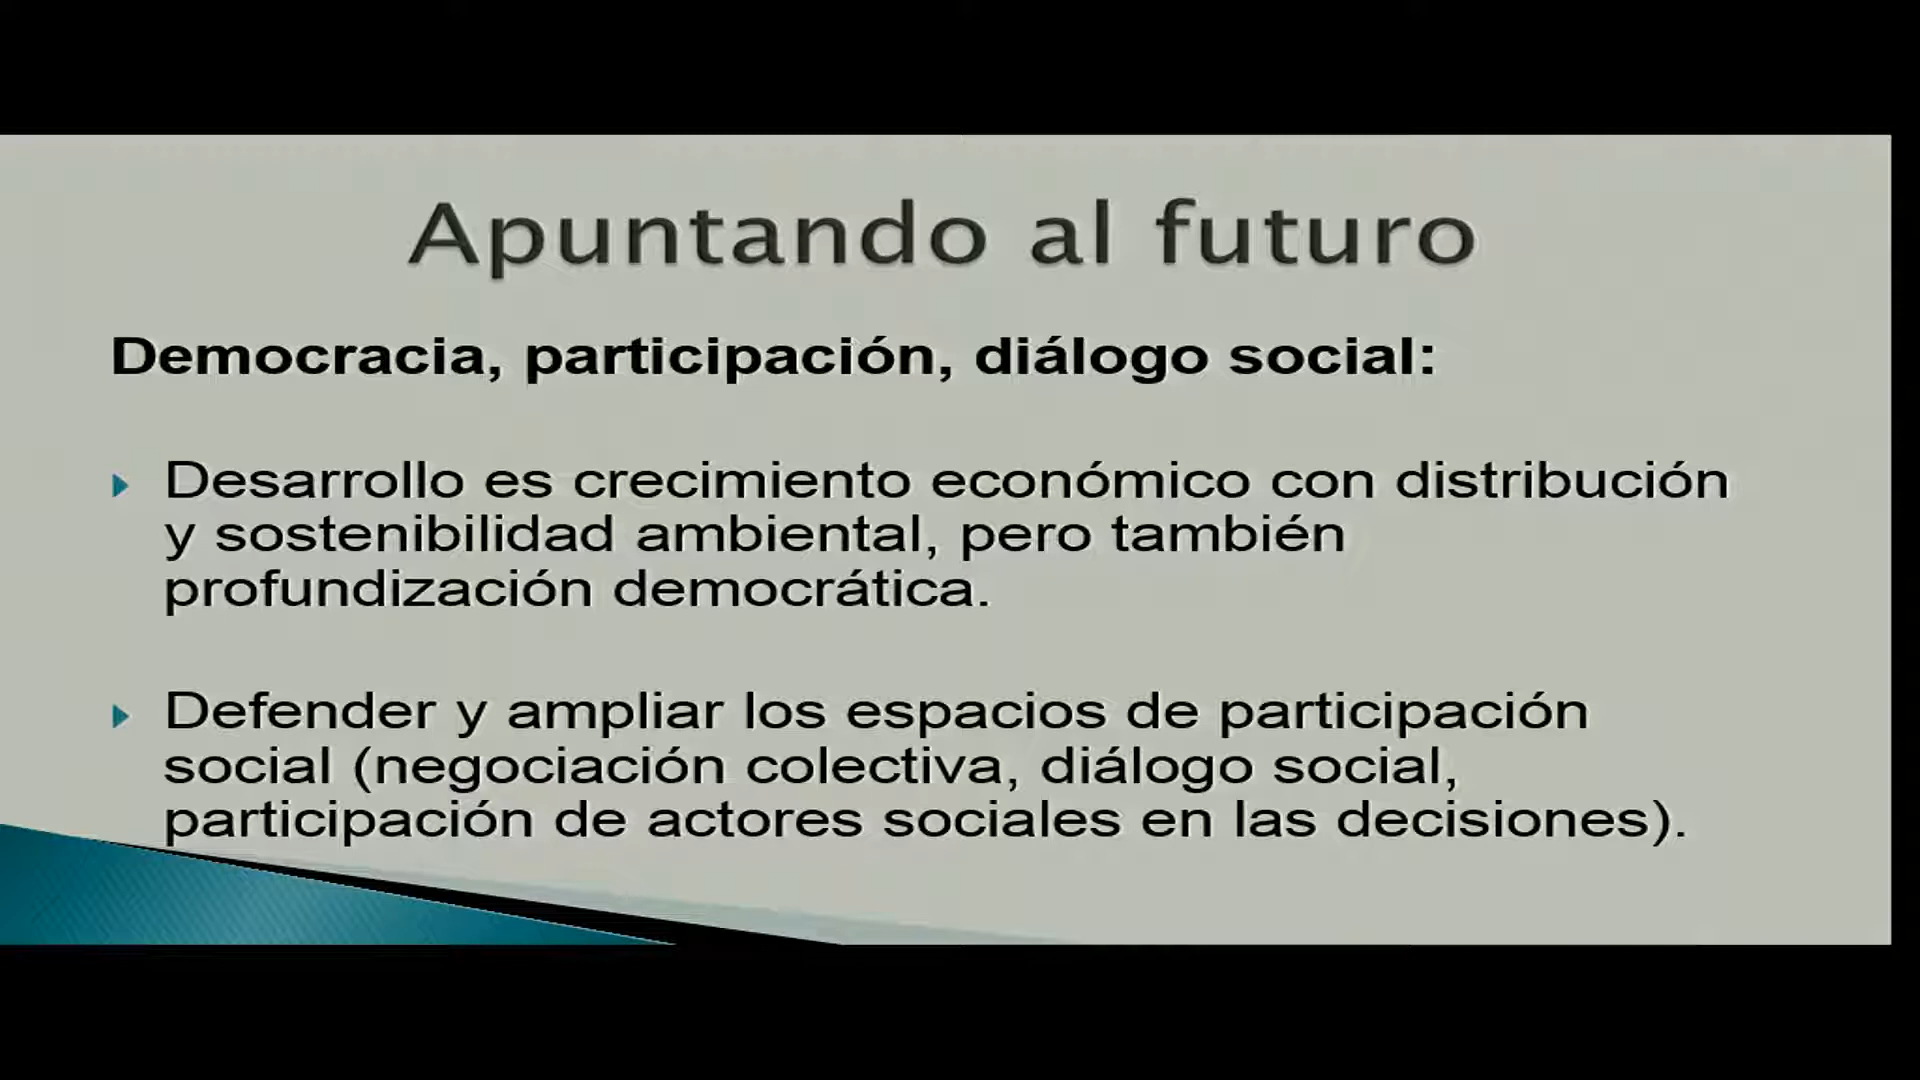 Apuntando al futuro
Democracia, participación, diálogo social:
Desarrollo es crecimiento económico con distribución
y sostenibilidad ambiental, pero también
profundización democrática.
Defender y ampliar los espacios de participación
social (negociación colectiva, diálogo social,
participación de actores sociales en las decisiones).